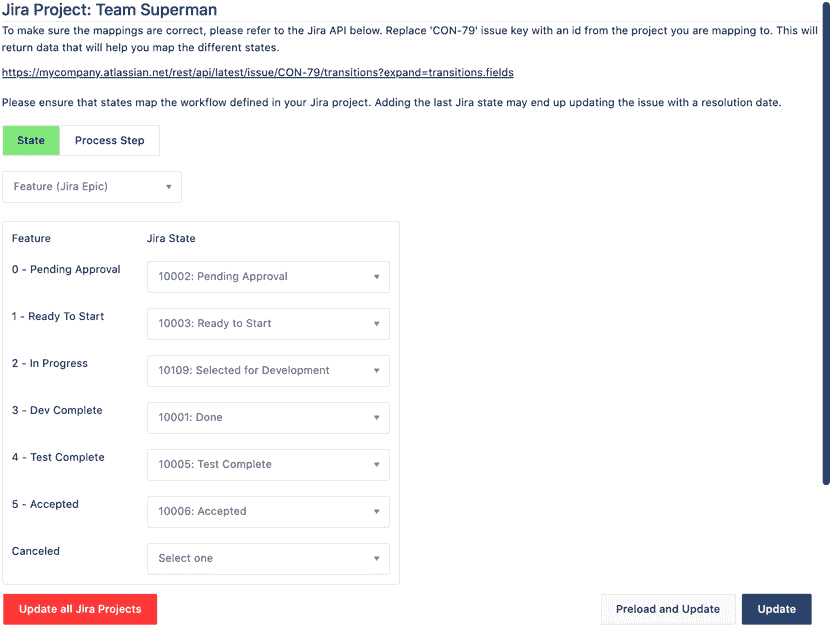 Jira Project: Team Superman
To make sure the mappings are correct, please refer to the Jira API below. Replace 'CON-79' issue key with an id from the project you are mapping to. This will
return data that will help you map the different states.
https://mycompany.atlassian.net/rest/api/latest/issue/CON-79/transitions?expand=transitions.fields
Please ensure that states map the workflow defined in your Jira project. Adding the last Jira state may end up updating the issue with a resolution date.
State Process Step
Feature (Jira Epic)
Feature Jira State
0 - Pending Approval 10002: Pending Approval
1 - Ready To Start 10003: Ready to Start
2 - In Progress 10109: Selected for Development
3 - Dev Complete 10001: Done
4 - Test Complete 10005: Test Complete
5 - Accepted 10006: Accepted
Canceled Select one
Update all Jira Projects Preload and Update Update